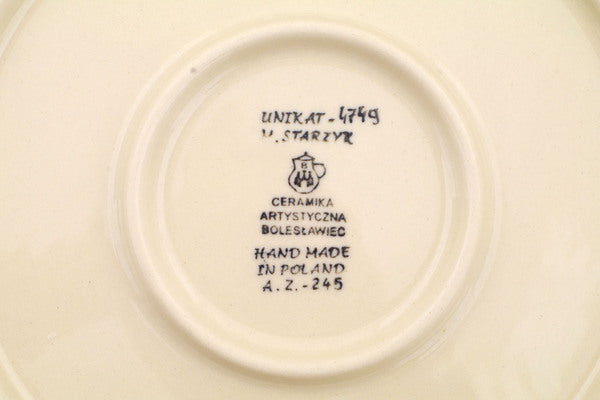 UNIKAT-4749
M. STARZYK
B
CERAMIKA
ARTYSTYCZNA
BOLESŁAWIEC
HAND MADE
IN POLAND
A. Z.-245